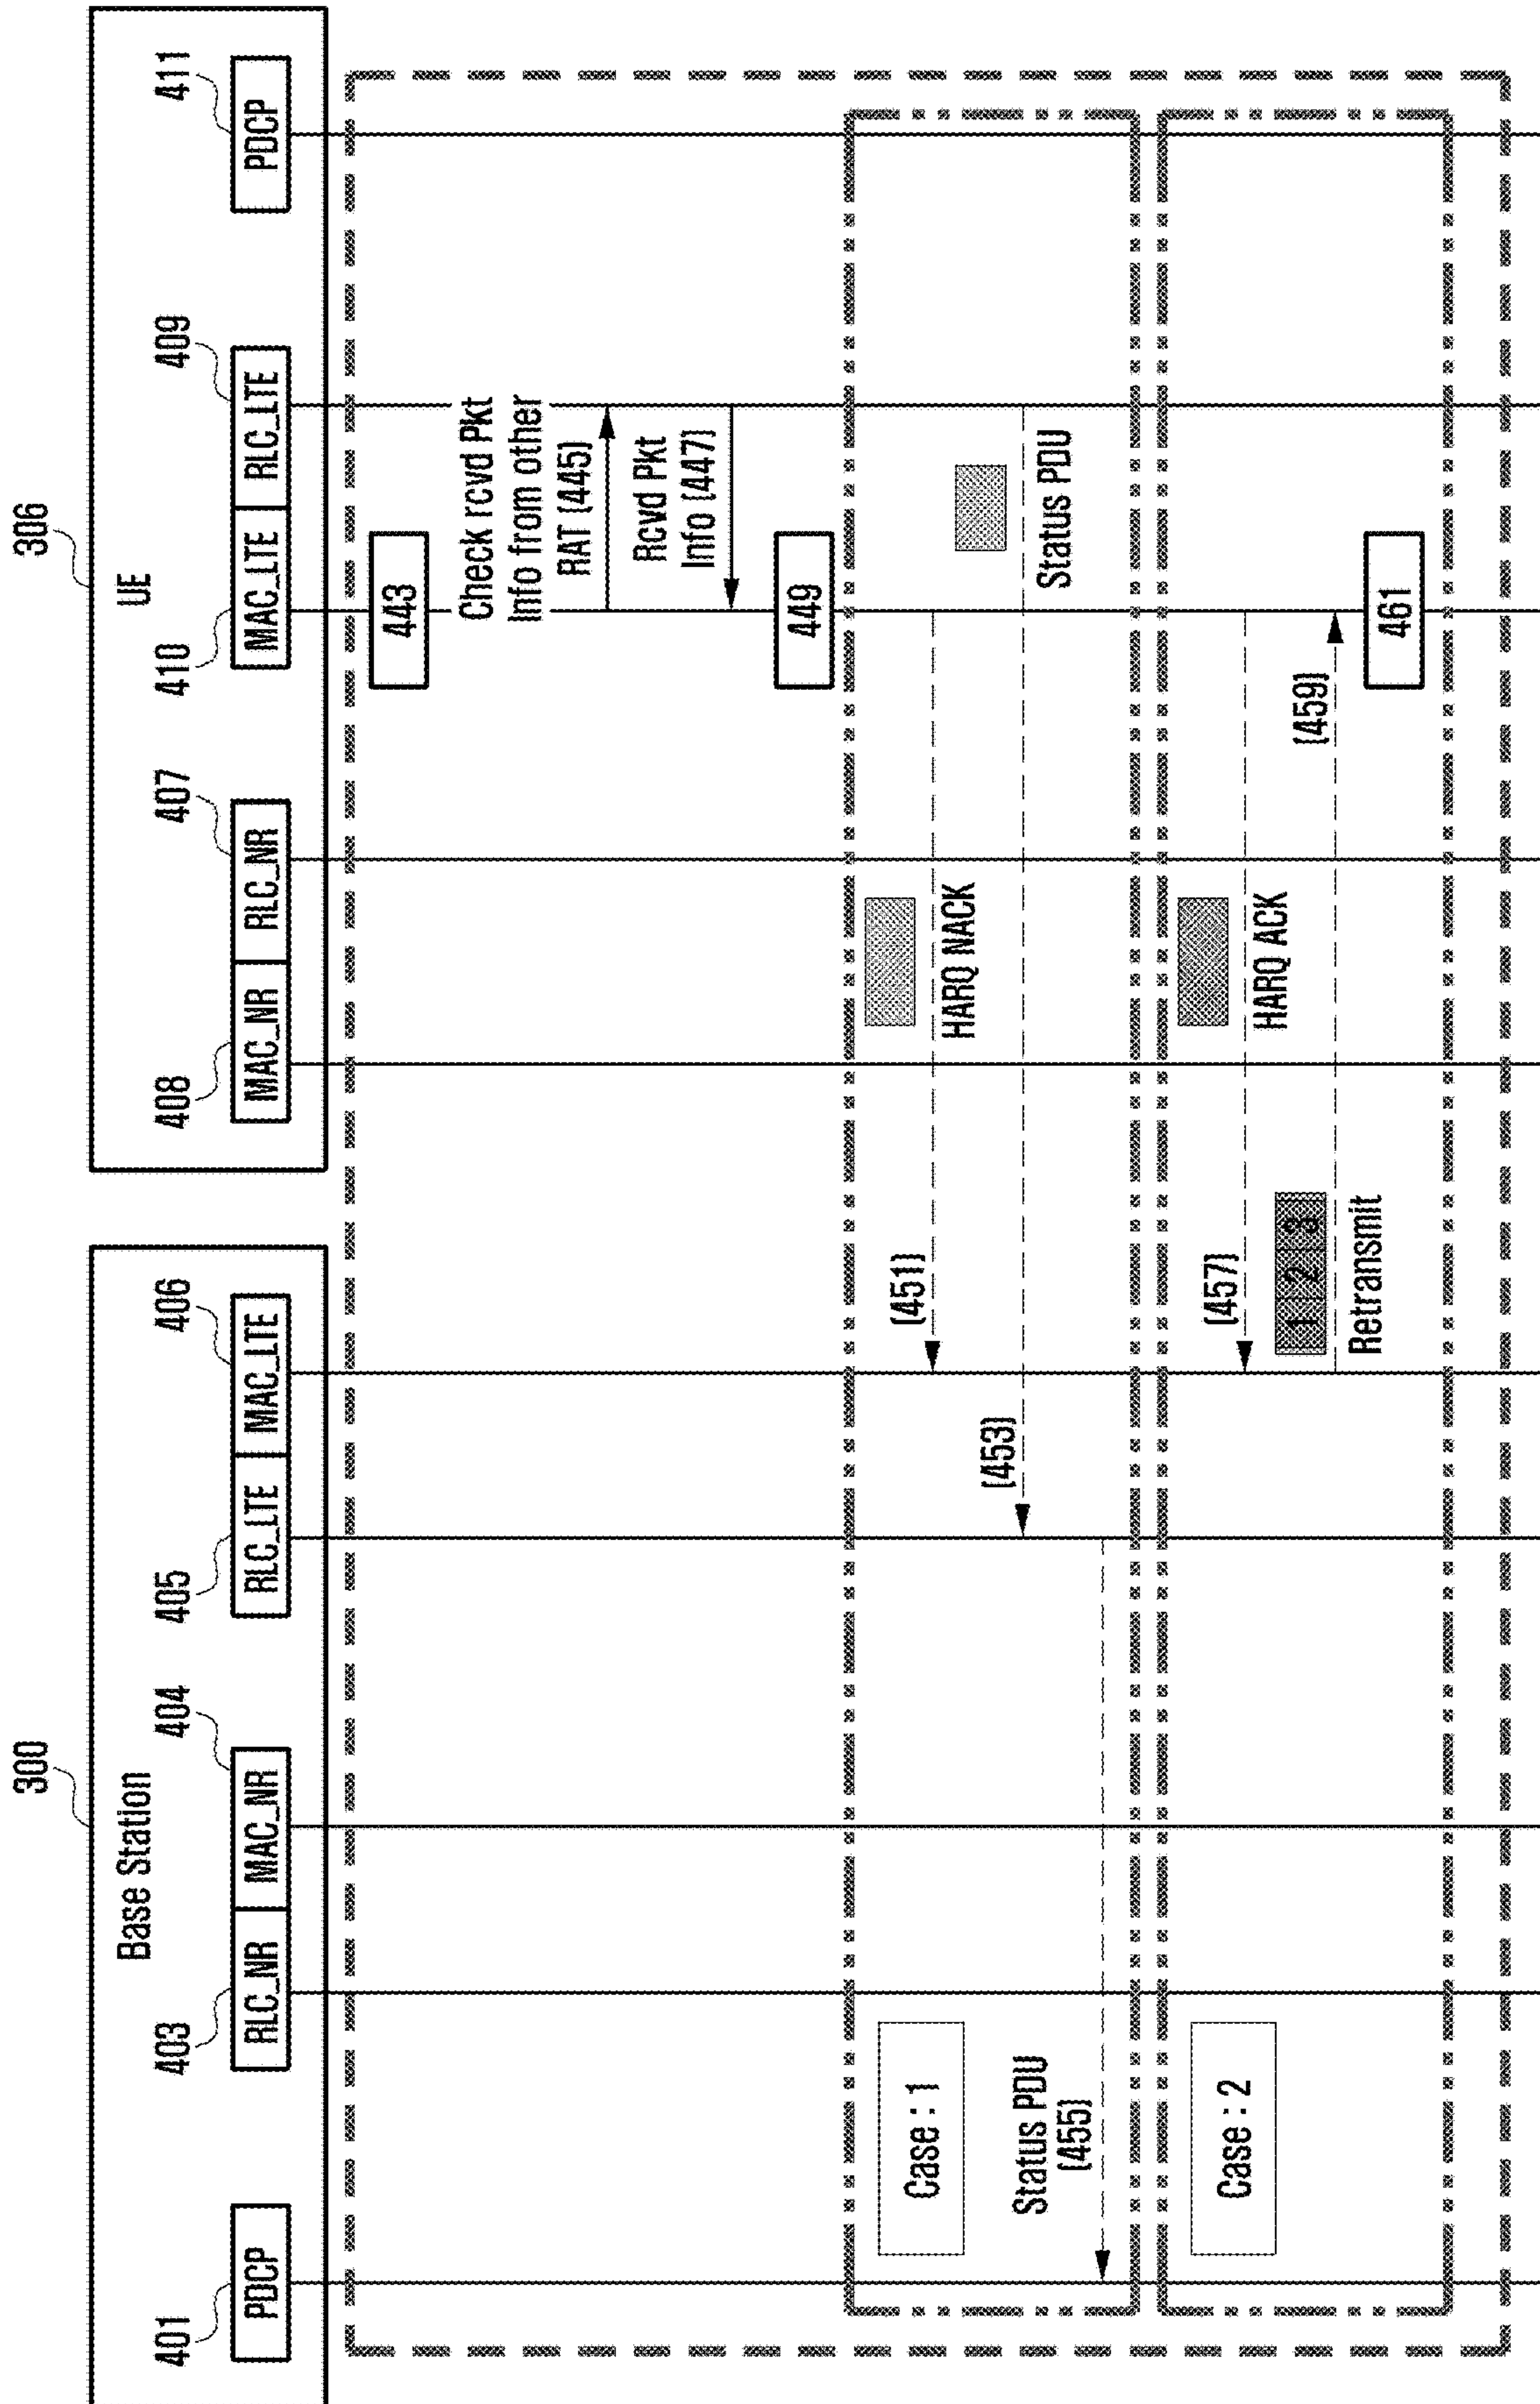 300
Base Station
401
PDCP
403
RLC_NR
404
MAC_NR
405
RLC_LTE
406
MAC_LTE
306
UE
408
MAC_NR
407
RLC_NR
410
MAC_LTE
409
RLC_LTE
411
PDCP
443
Check rcvd Pkt
Info from other
RAT (445)
Rcvd Pkt
Info (447)
449
Case : 1
(451)
HARQ NACK
(453)
Status PDU
Status PDU
(455)
Case : 2
(457)
HARQ ACK
1 2 3
Retransmit
(459)
461